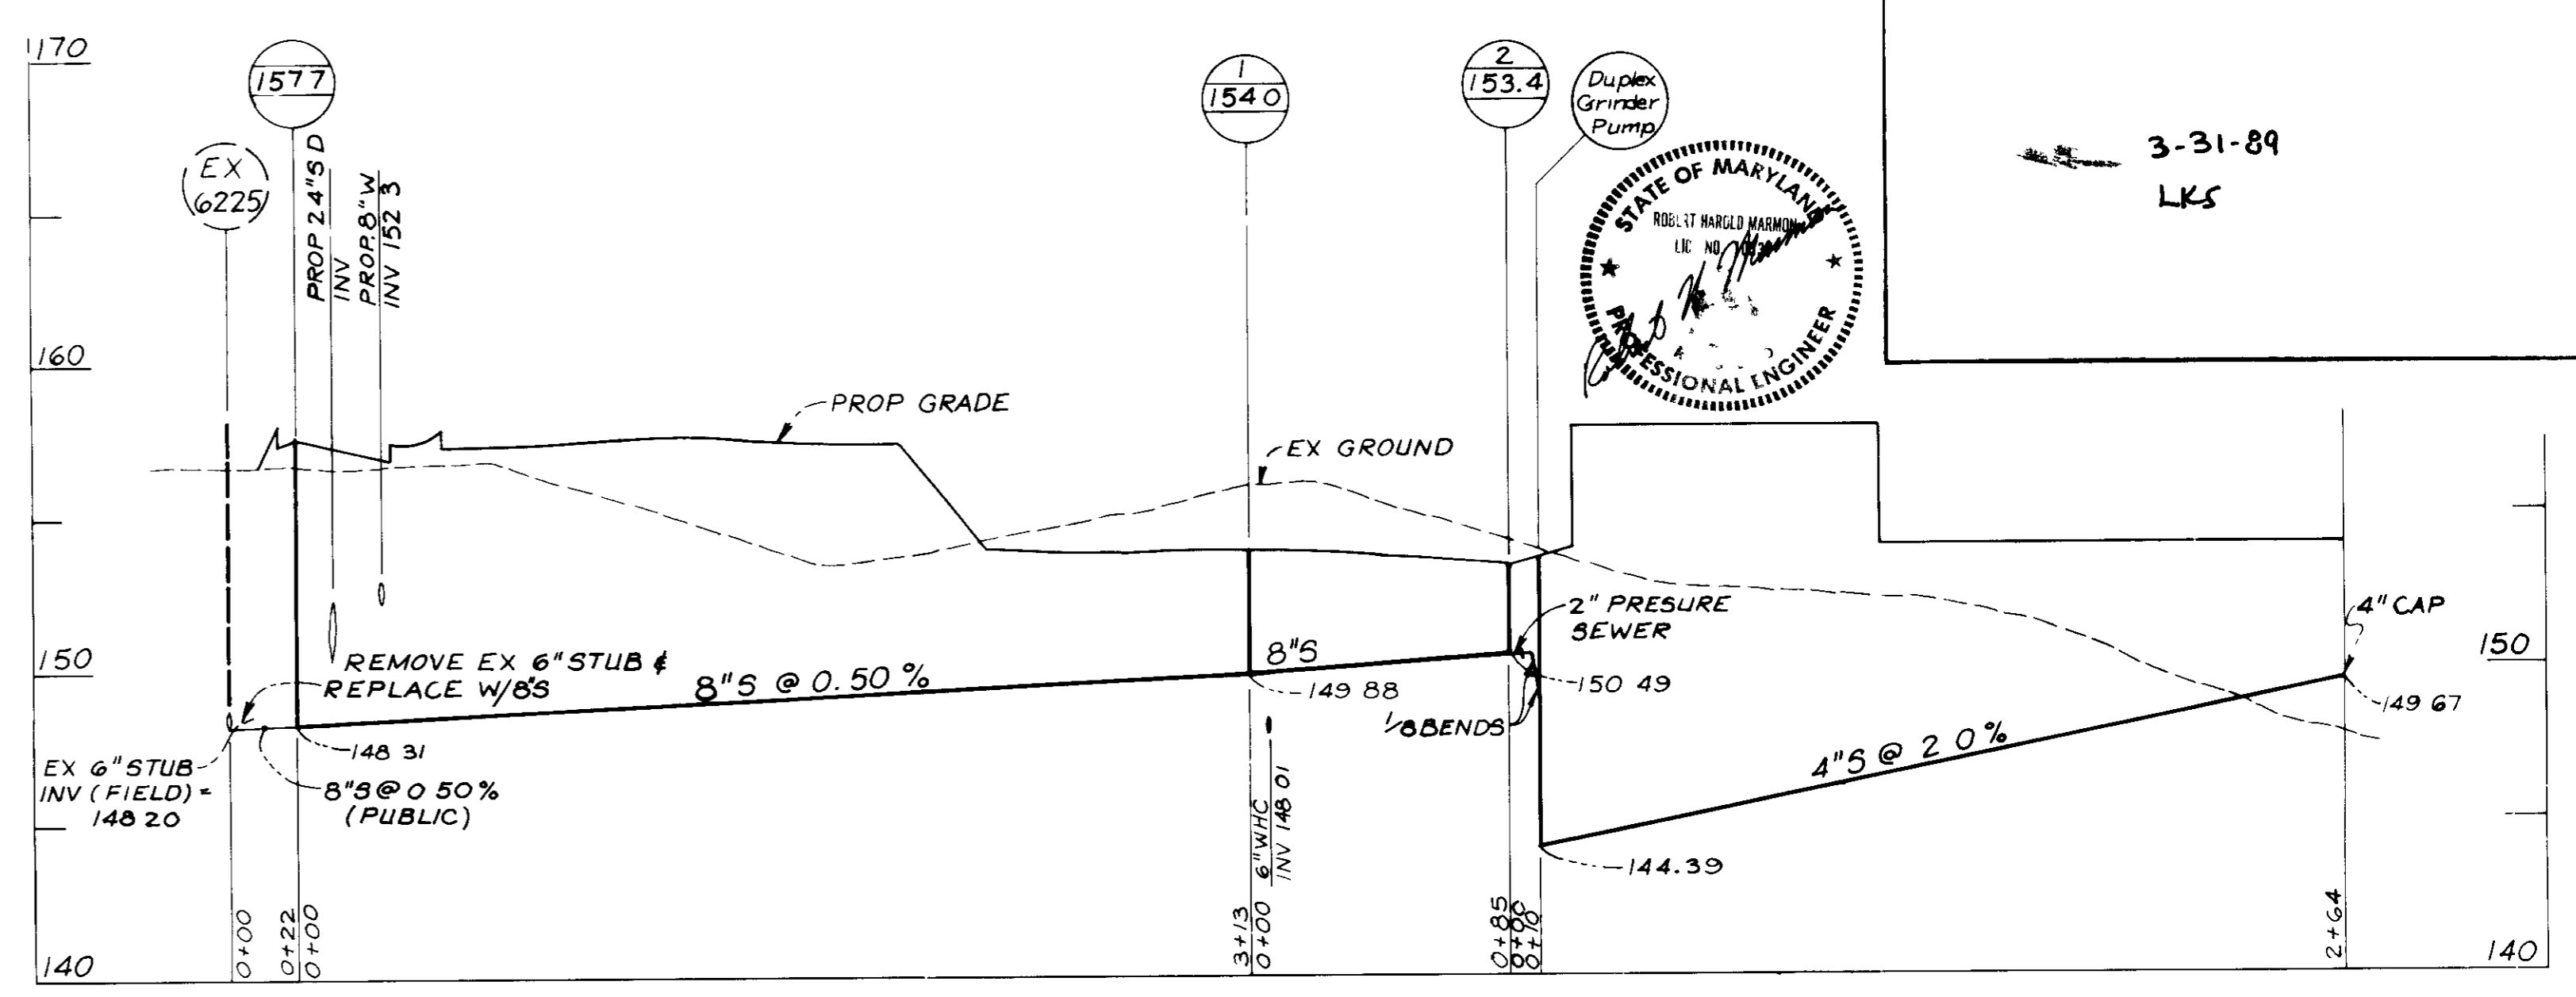 170
1577
1
1540
2
153.4
Duplex
Grinder
Pump
EX
6225
PROP 24"S D
INV
PROP. 8"W
INV 152 3
STATE OF MARYLAND
ROBERT HAROLD MARMON
LIC NO
PROFESSIONAL ENGINEER
3-31-89
LKS
160
PROP GRADE
EX GROUND
150
REMOVE EX 6" STUB &
REPLACE W/8"S
8"S @ 0.50 %
8"S
149 88
2" PRESURE
SEWER
150 49
1/8 BENDS
4" CAP
150
149 67
148 31
EX 6" STUB
INV (FIELD) =
148 20
8"S @ 0 50 %
(PUBLIC)
6" WHC
INV 148 01
4"S @ 2 0 %
144.39
140
0+00
0+22
0+00
3+13
0+00
0+85
0+00
0+10
2+64
140